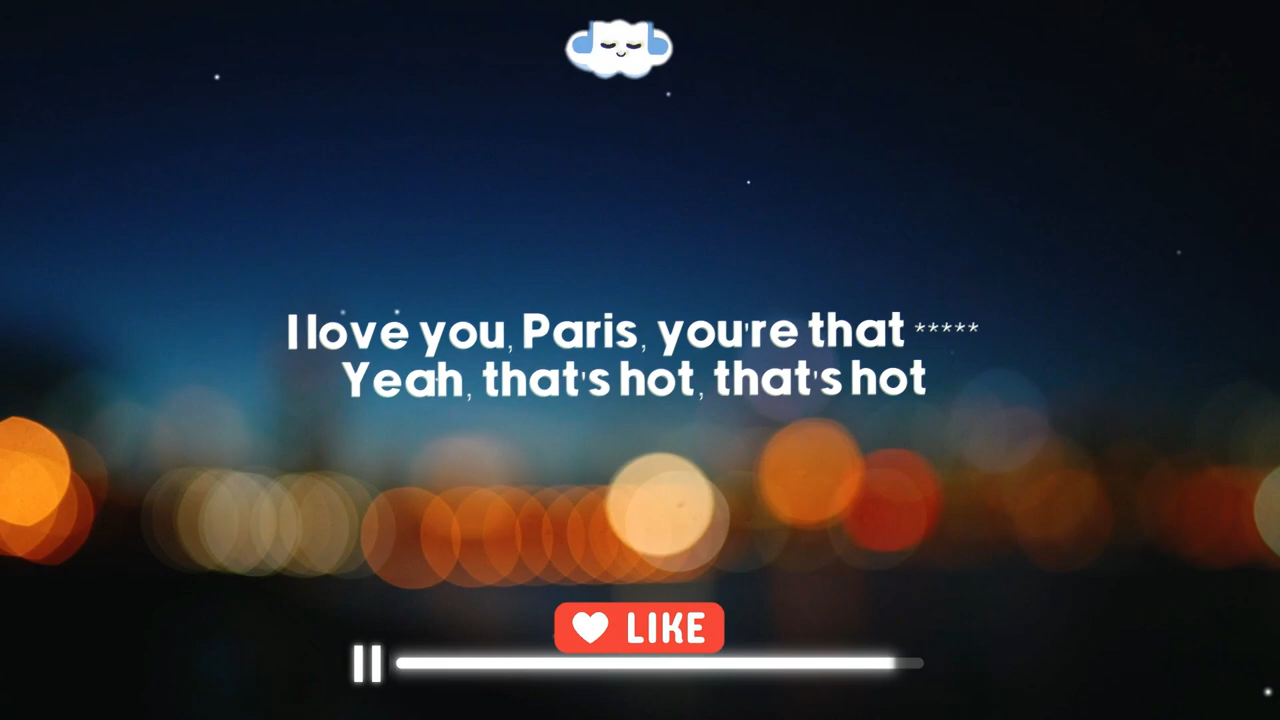 I love you, Paris, you're that *****
Yeah, that's hot, that's hot
LIKE